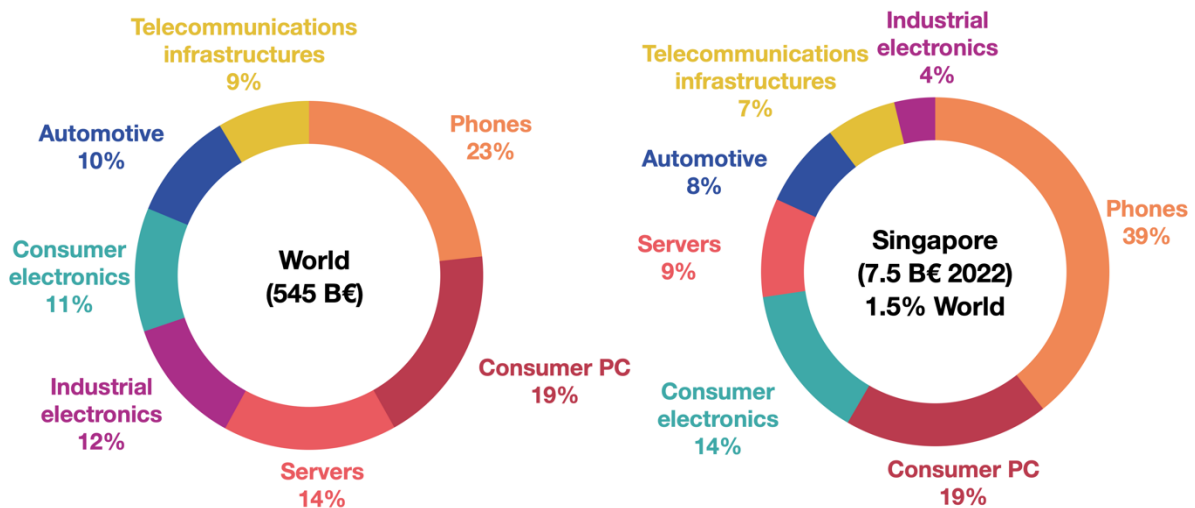 Telecommunications
infrastructures
9%
Phones
23%
Automotive
10%
Consumer
electronics
11%
World
(545 B€)
Consumer PC
19%
Industrial
electronics
12%
Servers
14%
Industrial
electronics
4%
Telecommunications
infrastructures
7%
Automotive
8%
Phones
39%
Servers
9%
Singapore
(7.5 B€ 2022)
1.5% World
Consumer
electronics
14%
Consumer PC
19%